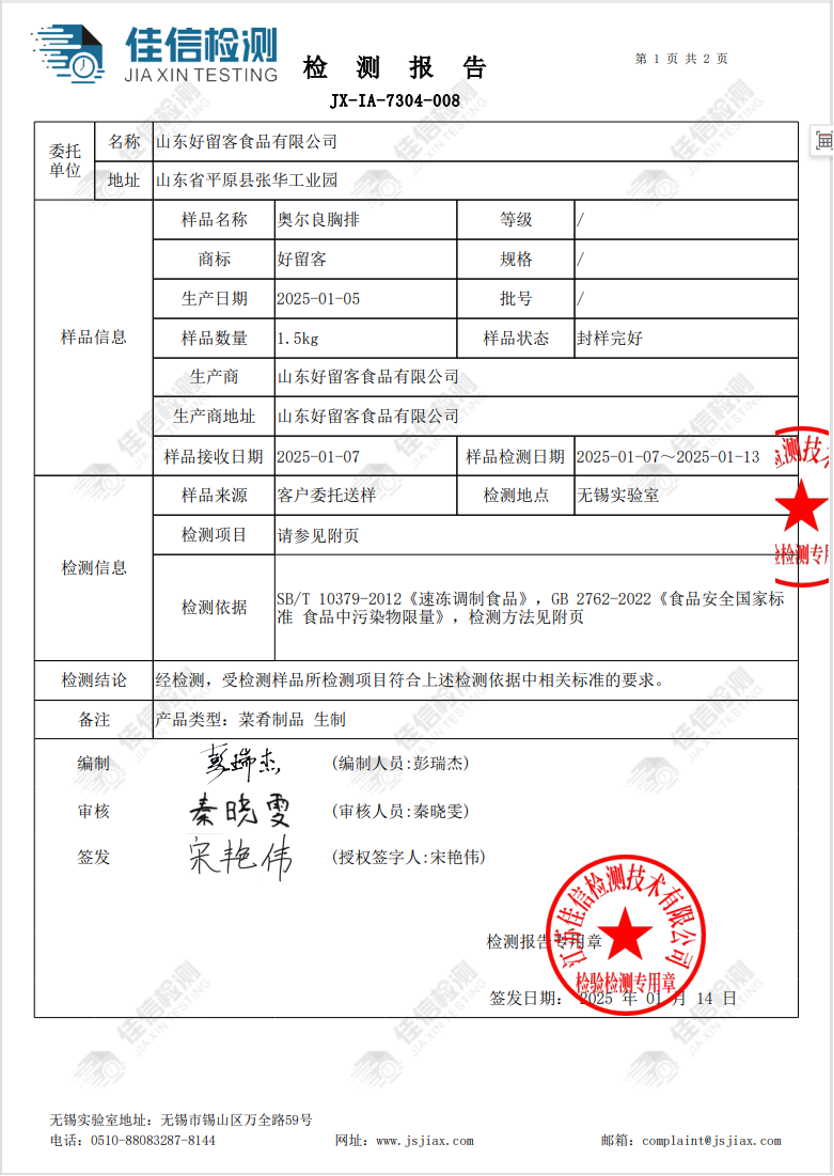 佳信检测
JIAXIN TESTING
检 测 报 告
第 1 页 共 2 页
JX-IA-7304-008
委托单位 名称 山东好留客食品有限公司
地址 山东省平原县张华工业园
样品信息 样品名称 奥尔良胸排 等级 /
商标 好留客 规格 /
生产日期 2025-01-05 批号 /
样品数量 1.5kg 样品状态 封样完好
生产商 山东好留客食品有限公司
生产商地址 山东好留客食品有限公司
样品接收日期 2025-01-07 样品检测日期 2025-01-07～2025-01-13
检测信息 样品来源 客户委托送样 检测地点 无锡实验室
检测项目 请参见附页
检测依据 SB/T 10379-2012《速冻调制食品》，GB 2762-2022《食品安全国家标
准 食品中污染物限量》，检测方法见附页
检测结论 经检测，受检测样品所检测项目符合上述检测依据中相关标准的要求。
备注 产品类型：菜肴制品 生制
编制 彭瑞杰 (编制人员:彭瑞杰)
审核 秦晓雯 (审核人员:秦晓雯)
签发 宋艳伟 (授权签字人:宋艳伟)
江苏佳信检测技术有限公司
检测报告专用章
检验检测专用章
签发日期： 2025 年 01 月 14 日
无锡实验室地址：无锡市锡山区万全路59号
电话：0510-88083287-8144 网址：www.jsjiax.com 邮箱：complaint@jsjiax.com